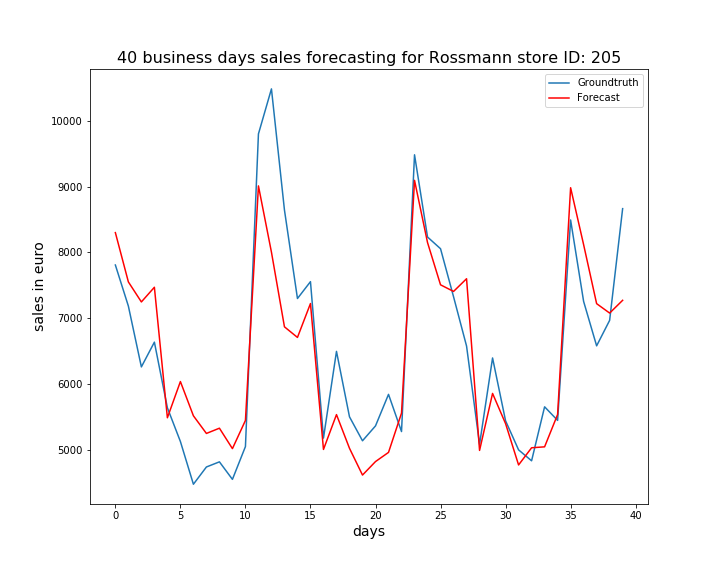 40 business days sales forecasting for Rossmann store ID: 205
Groundtruth
Forecast
10000
9000
8000
7000
6000
5000
sales in euro
0 5 10 15 20 25 30 35 40
days